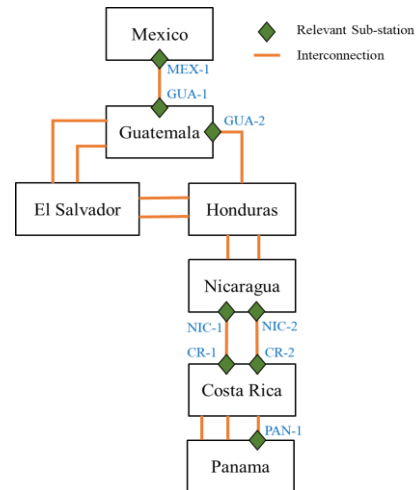 Mexico
Relevant Sub-station
Interconnection
MEX-1
GUA-1
Guatemala
GUA-2
El Salvador
Honduras
Nicaragua
NIC-1
NIC-2
CR-1
CR-2
Costa Rica
PAN-1
Panama